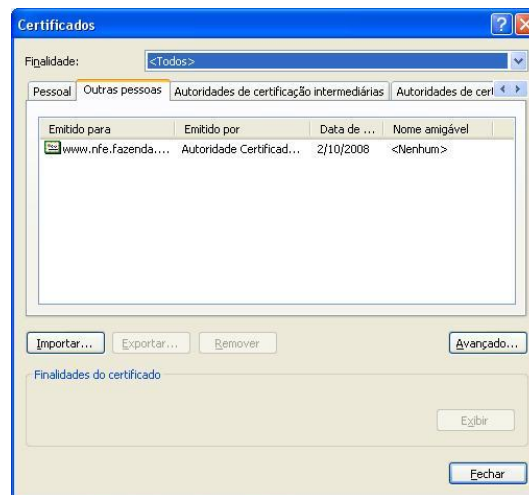 Certificados
Finalidade: <Todos>
Pessoal Outras pessoas Autoridades de certificação intermediárias Autoridades de cert
Emitido para Emitido por Data de ... Nome amigável
www.nfe.fazenda.... Autoridade Certificad... 2/10/2008 <Nenhum>
Importar... Exportar... Remover Avançado...
Finalidades do certificado
Exibir
Fechar